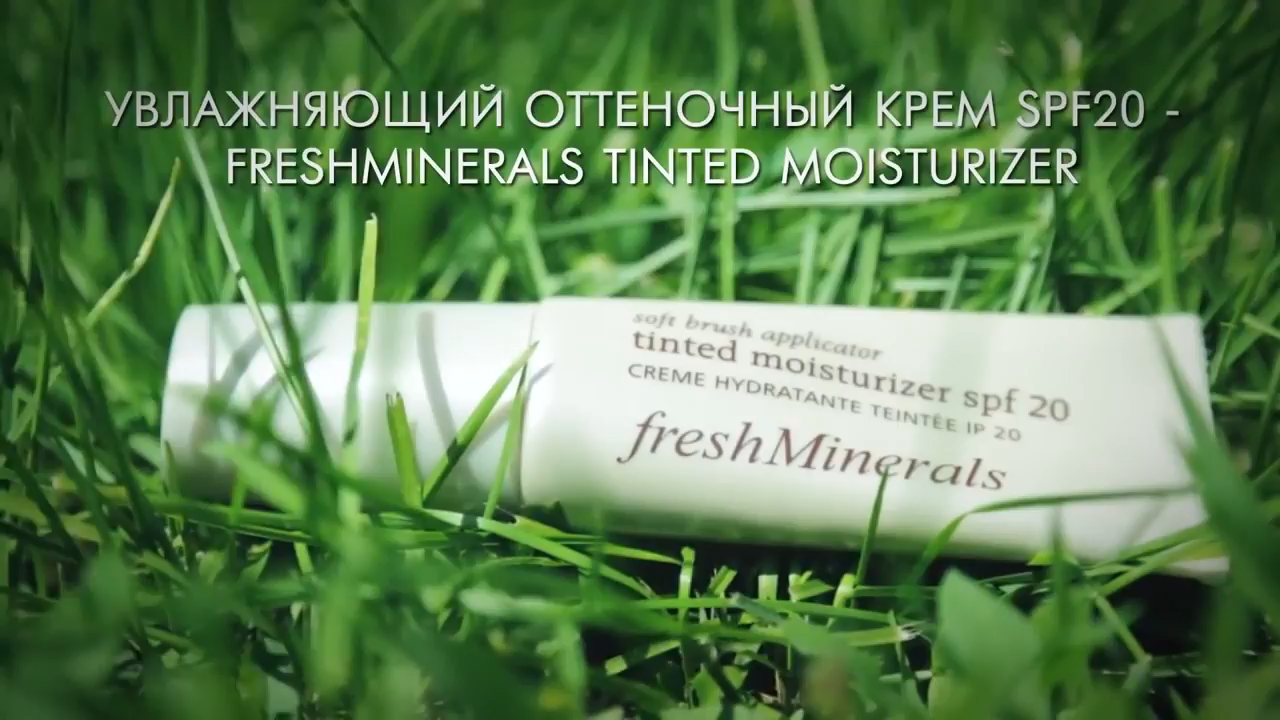 УВЛАЖНЯЮЩИЙ ОТТЕНОЧНЫЙ КРЕМ SPF20 -
FRESHMINERALS TINTED MOISTURIZER
soft brush applicator
tinted moisturizer spf 20
CREME HYDRATANTE TEINTÉE IP 20
freshMinerals